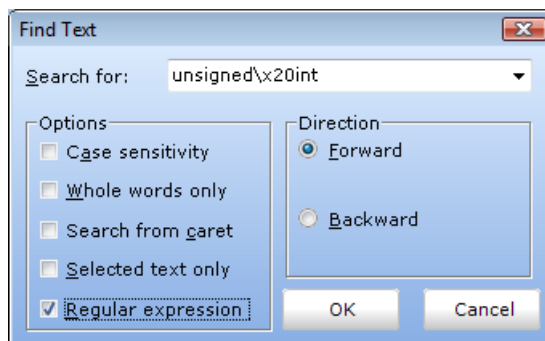 Find Text
Search for: unsigned\x20int
Options
Case sensitivity
Whole words only
Search from caret
Selected text only
Regular expression
Direction
Forward
Backward
OK Cancel